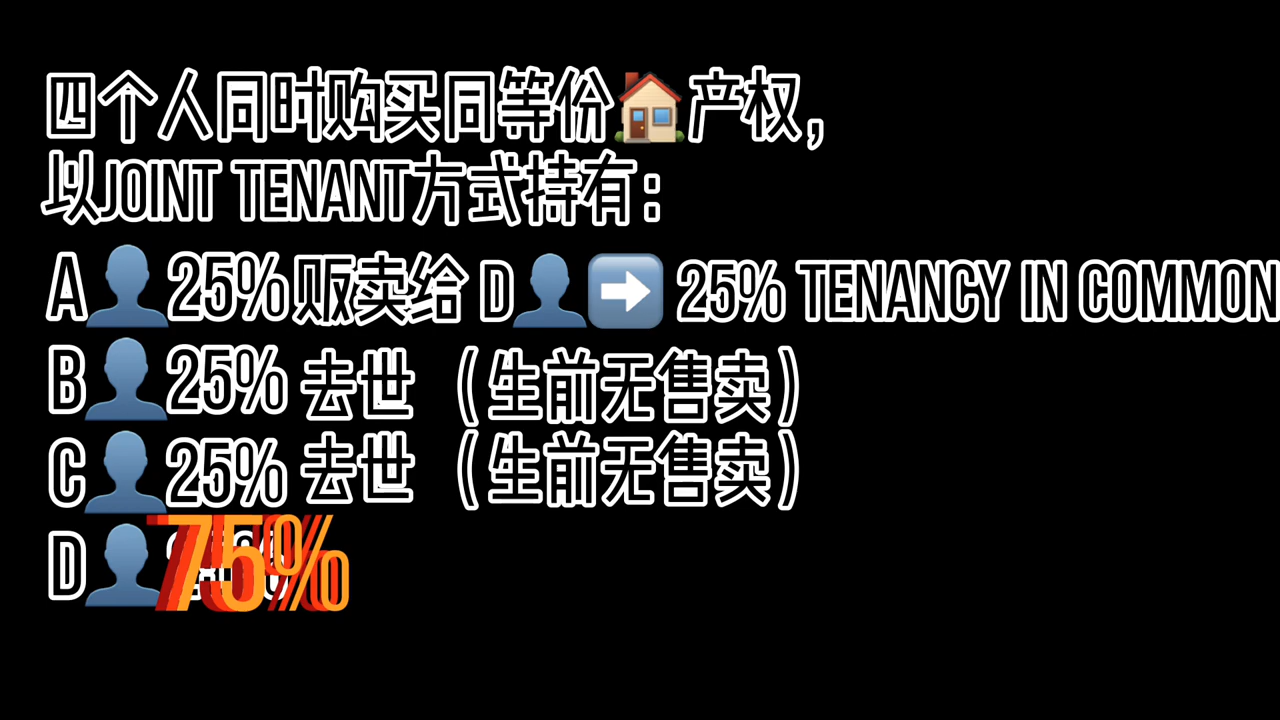 四个人同时购买同等份🏠产权，
以JOINT TENANT方式持有：
A👤25%贩卖给 D👤➡ 25% TENANCY IN COMMON
B👤25% 去世 （生前无售卖）
C👤25% 去世 （生前无售卖）
D👤75%